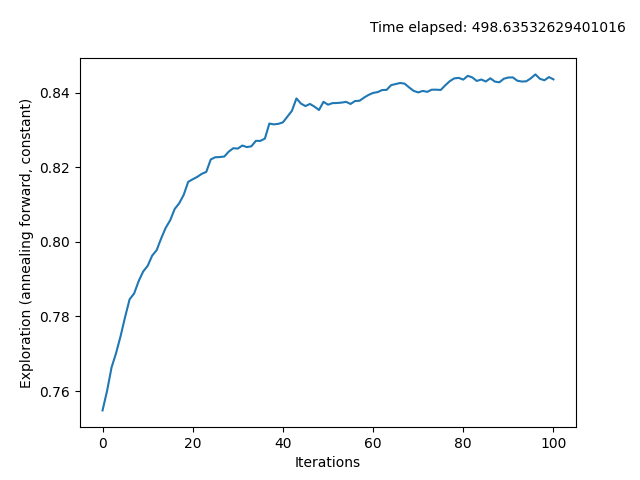 Time elapsed: 498.63532629401016
0.84
0.82
0.80
0.78
0.76
Exploration (annealing forward, constant)
0 20 40 60 80 100
Iterations